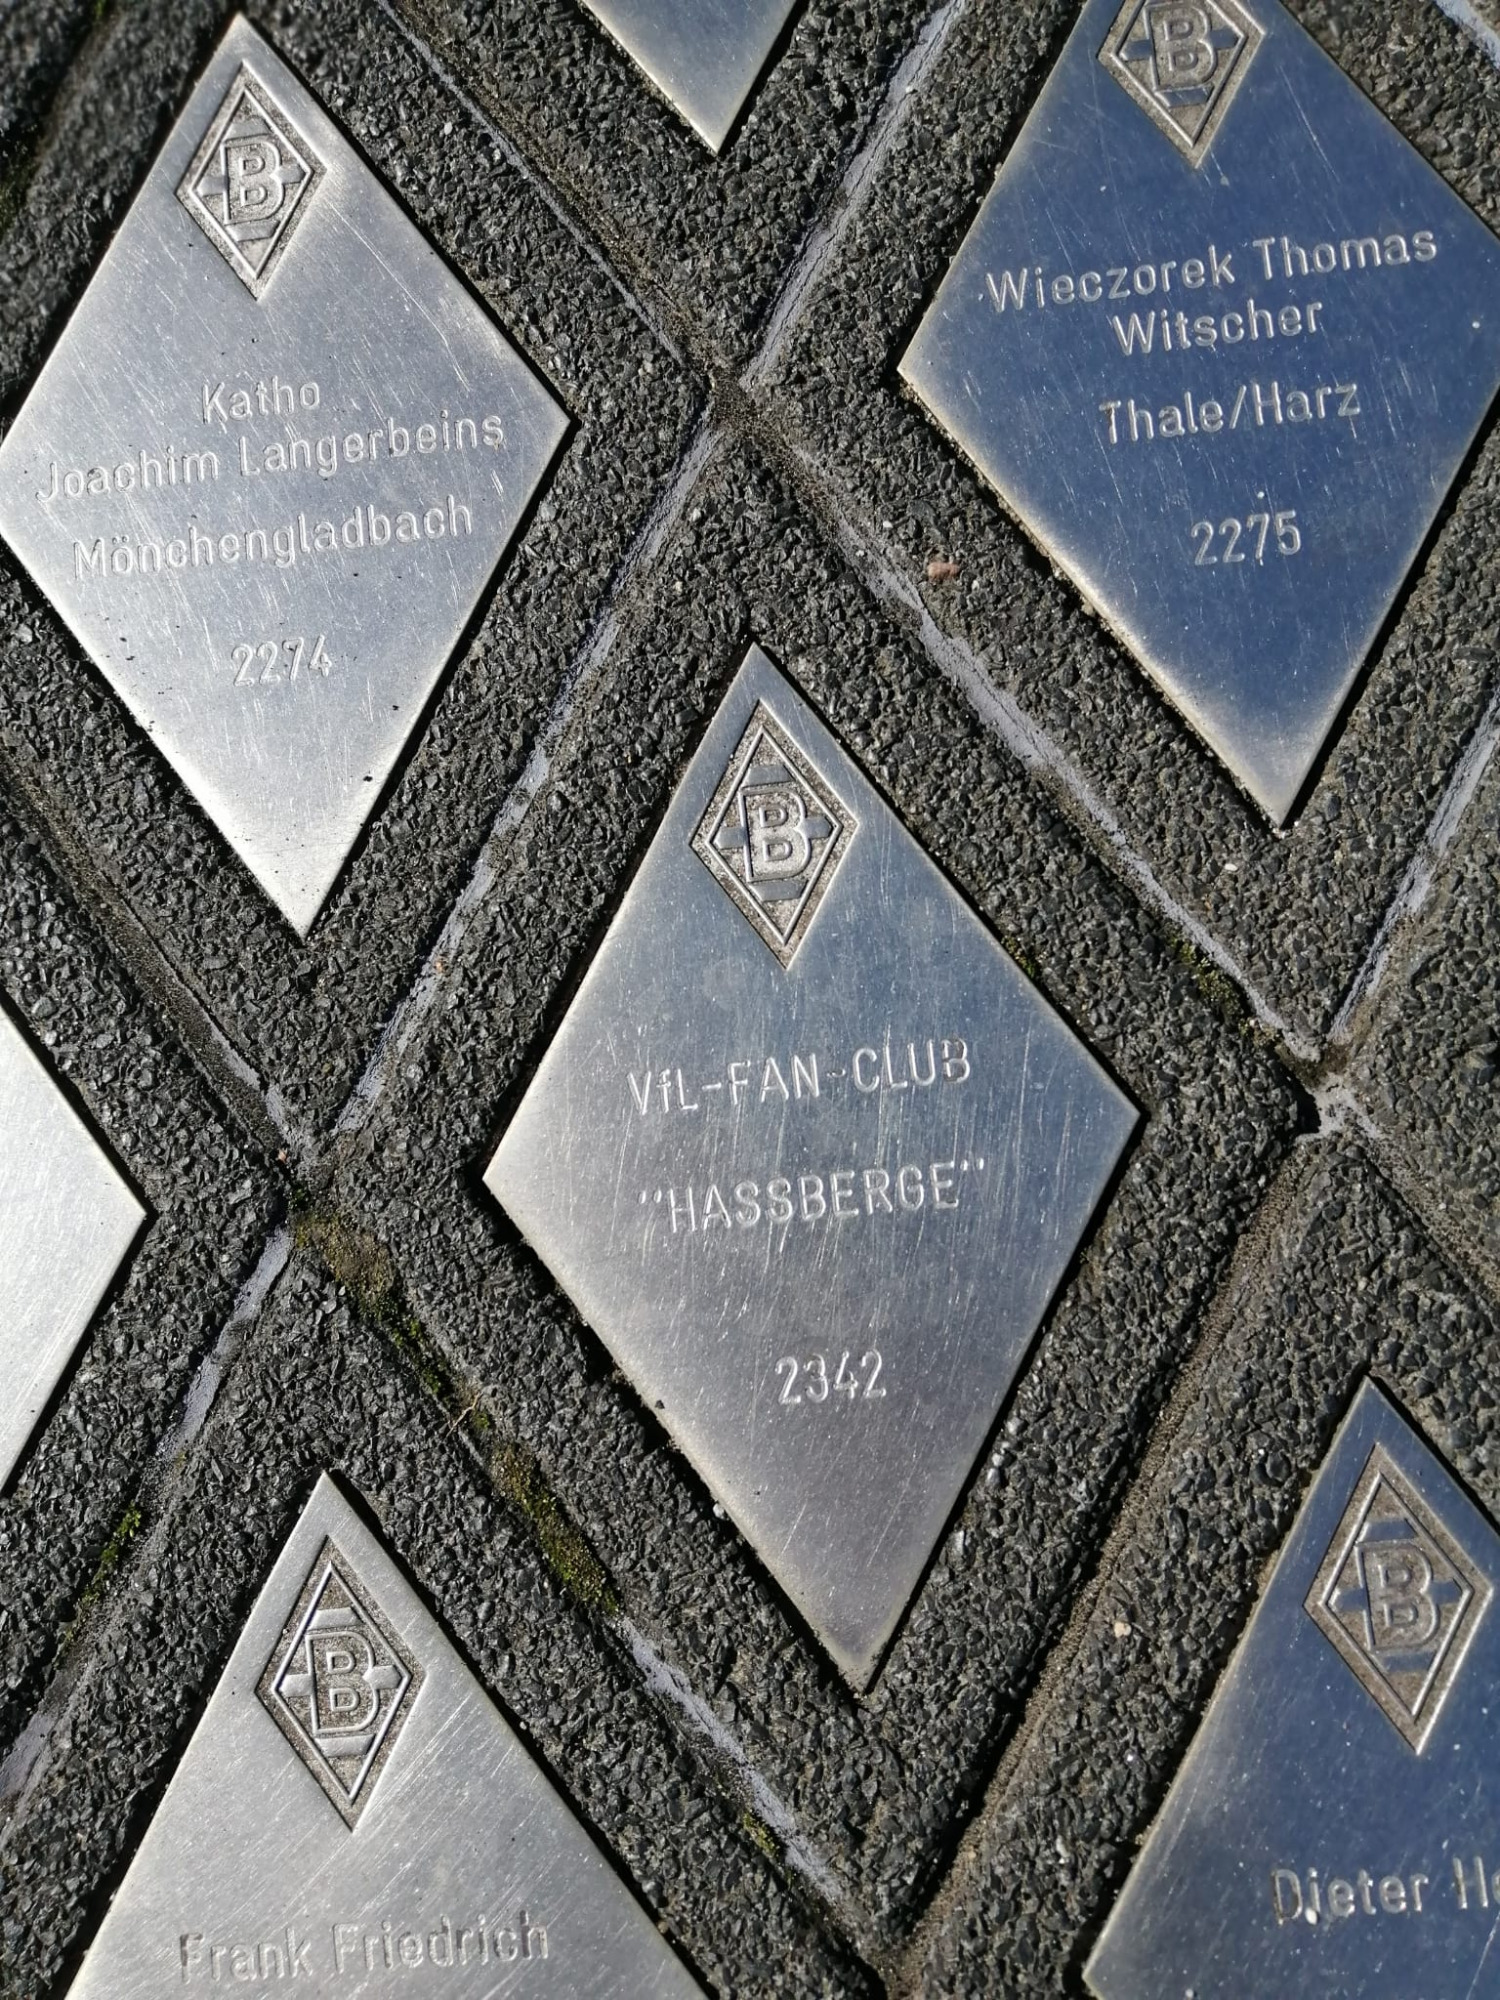 B
Katho
Joachim Langerbeins
Mönchengladbach
2274
B
Wieczorek Thomas
Witscher
Thale/Harz
2275
B
VfL-FAN-CLUB
"HASSBERGE"
2342
B
Frank Friedrich
B
Dieter